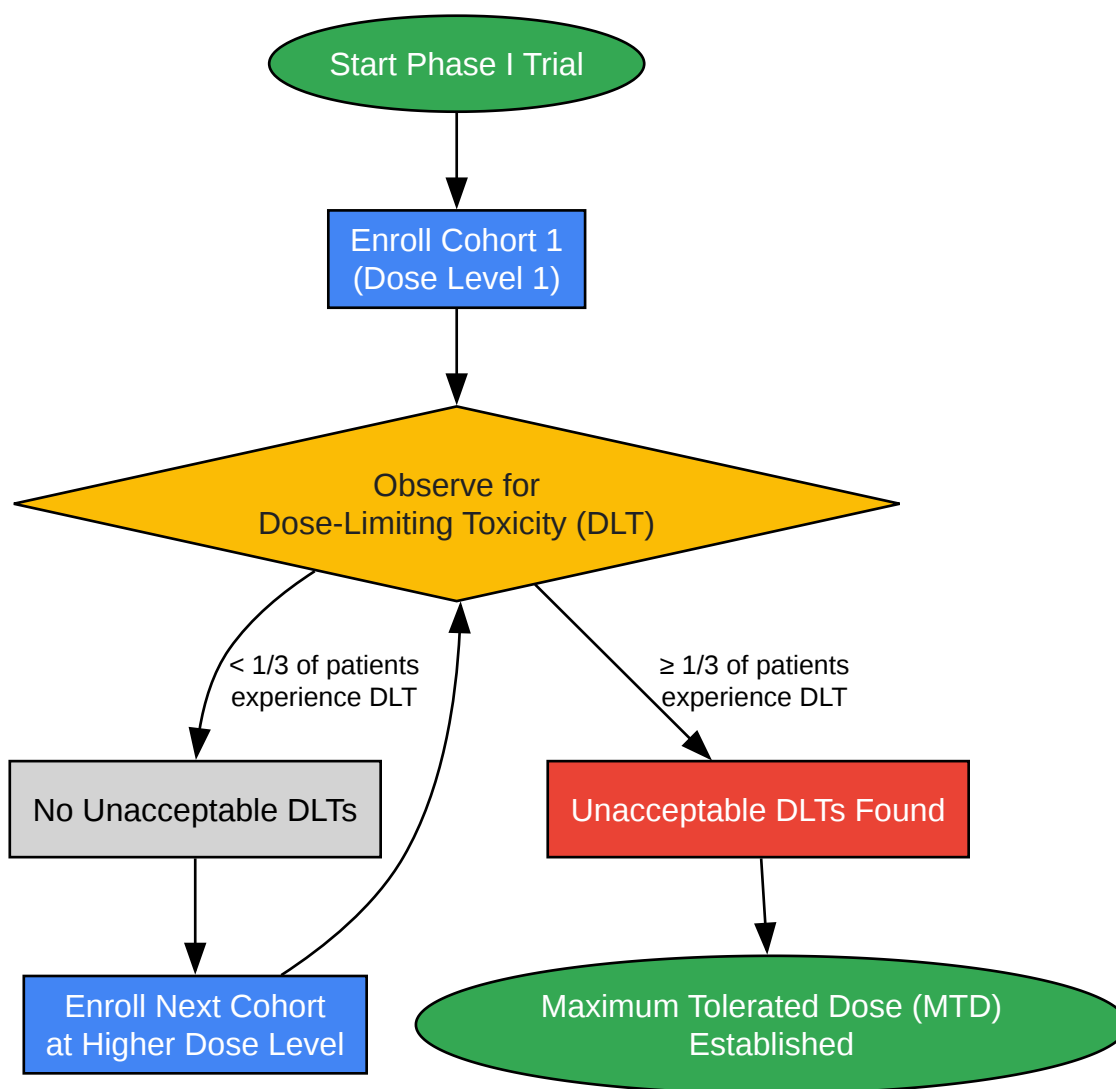 Start Phase I Trial
Enroll Cohort 1
(Dose Level 1)
Observe for
Dose-Limiting Toxicity (DLT)
< 1/3 of patients
experience DLT
≥ 1/3 of patients
experience DLT
No Unacceptable DLTs
Unacceptable DLTs Found
Enroll Next Cohort
at Higher Dose Level
Maximum Tolerated Dose (MTD)
Established